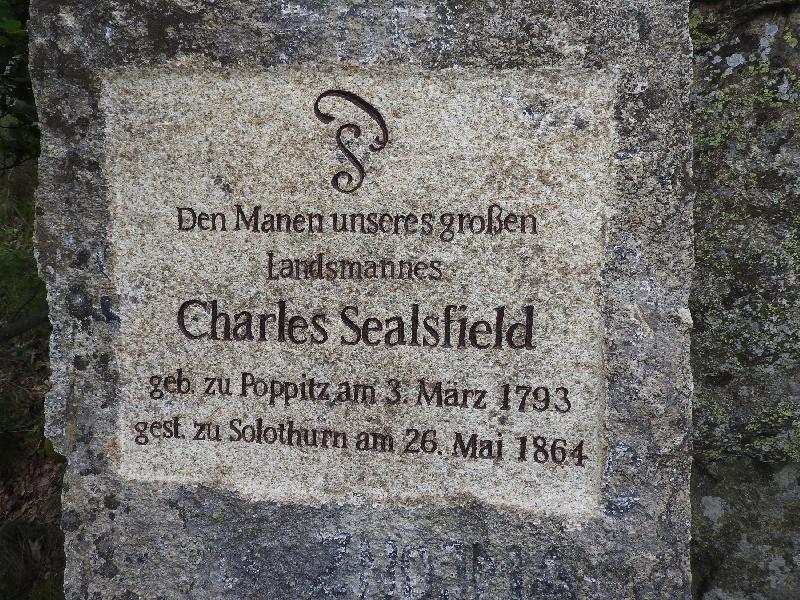 Den Manen unseres großen
Landsmannes
Charles Sealsfield
geb. zu Poppitz am 3. März 1793
gest. zu Solothurn am 26. Mai 1864